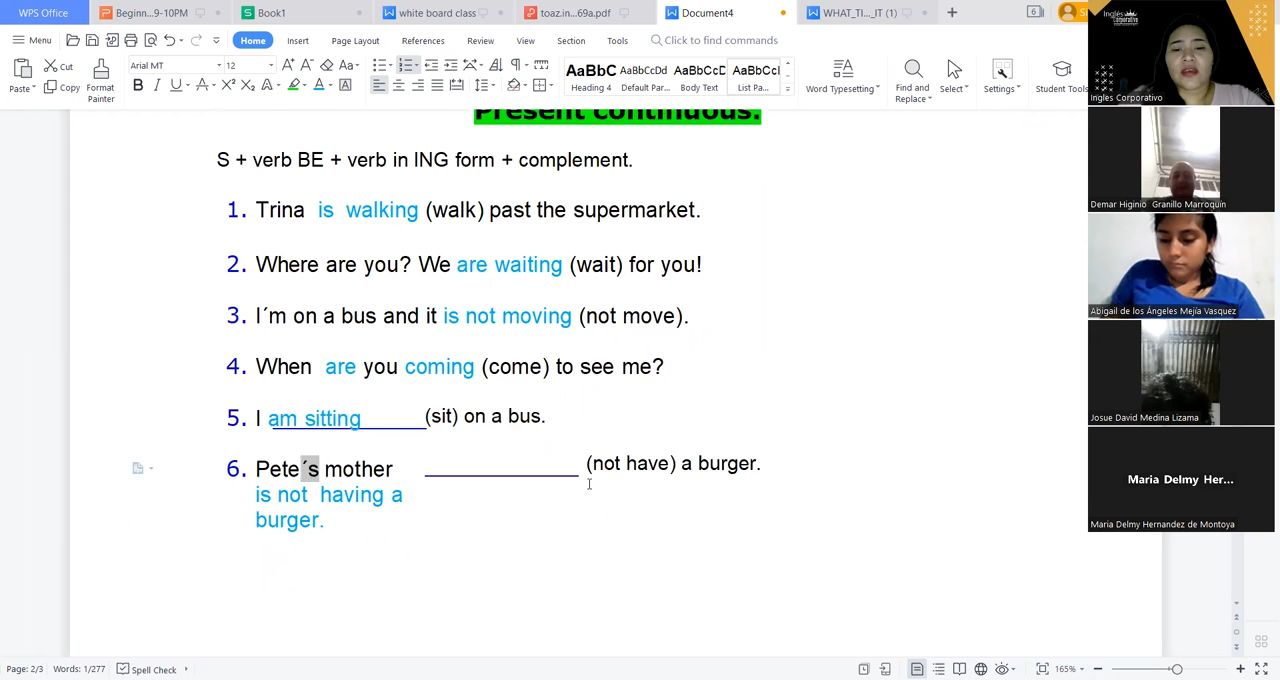 WPS Office
Beginn...9-10PM
Book1
white board class
toaz.in...69a.pdf
Document4
WHAT_TI..._IT (1)
Menu
Home
Insert
Page Layout
References
Review
View
Section
Tools
Click to find commands
Paste
Cut
Copy
Format
Painter
Arial MT
12
AaBbC
Heading 4
AaBbCcDd
Default Par...
AaBbCcD
Body Text
AaBbCcI
List Pa...
Word Typesetting
Find and
Replace
Select
Settings
Student Tools
Present continuous.
S + verb BE + verb in ING form + complement.
1. Trina is walking (walk) past the supermarket.
2. Where are you? We are waiting (wait) for you!
3. I´m on a bus and it is not moving (not move).
4. When are you coming (come) to see me?
5. I am sitting (sit) on a bus.
6. Pete´s mother ______________ (not have) a burger.
is not having a
burger.
Page: 2/3
Words: 1/277
Spell Check
165%
Inglés
Corporativo
Ingles Corporativo
Demar Higinio Granillo Marroquín
Abigail de los Ángeles Mejía Vasquez
Josue David Medina Lizama
Maria Delmy Her...
Maria Delmy Hernandez de Montoya